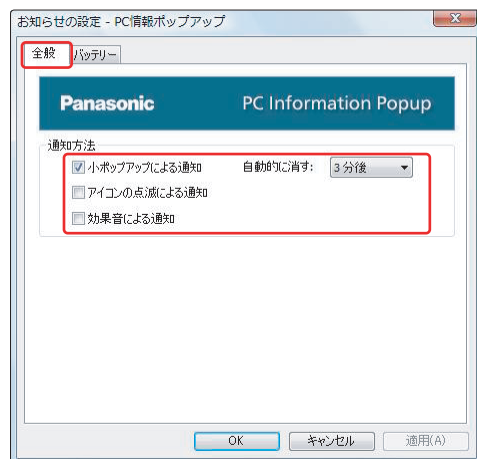 お知らせの設定 - PC情報ポップアップ
全般 バッテリー
Panasonic PC Information Popup
通知方法
小ポップアップによる通知 自動的に消す: 3 分後
アイコンの点滅による通知
効果音による通知
OK キャンセル 適用(A)